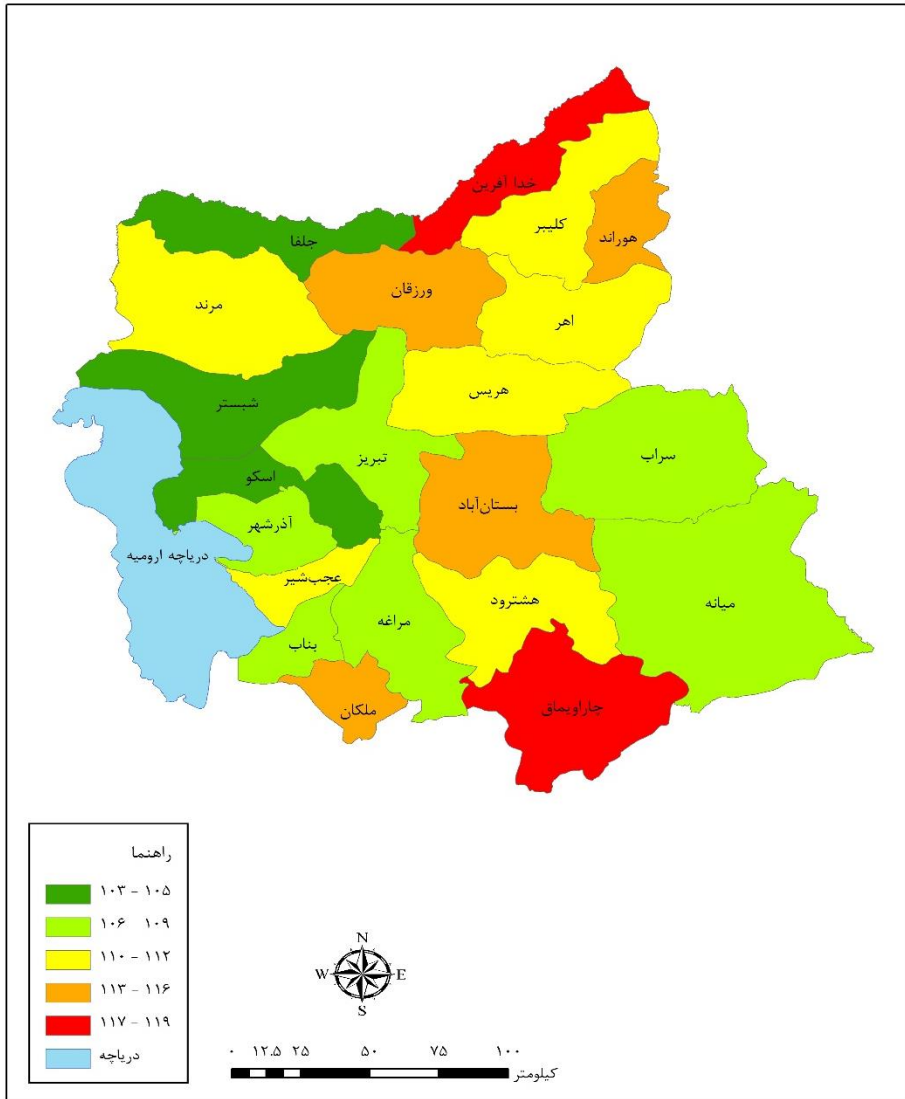 خدا آفرین
کلیبر
هوراند
جلفا
ورزقان
مرند
اهر
هریس
شبستر
تبریز
سراب
اسکو
بستان‌آباد
آذرشهر
دریاچه ارومیه
عجب‌شیر
هشترود
میانه
مراغه
بناب
ملکان
چاراویماق
راهنما
۱۰۳ - ۱۰۵
۱۰۶ ۱۰۹
۱۱۰ - ۱۱۲
۱۱۳ - ۱۱۶
۱۱۷ - ۱۱۹
دریاچه
N
W E
S
۰ ۱۲.۵ ۲۵ ۵۰ ۷۵ ۱۰۰
کیلومتر